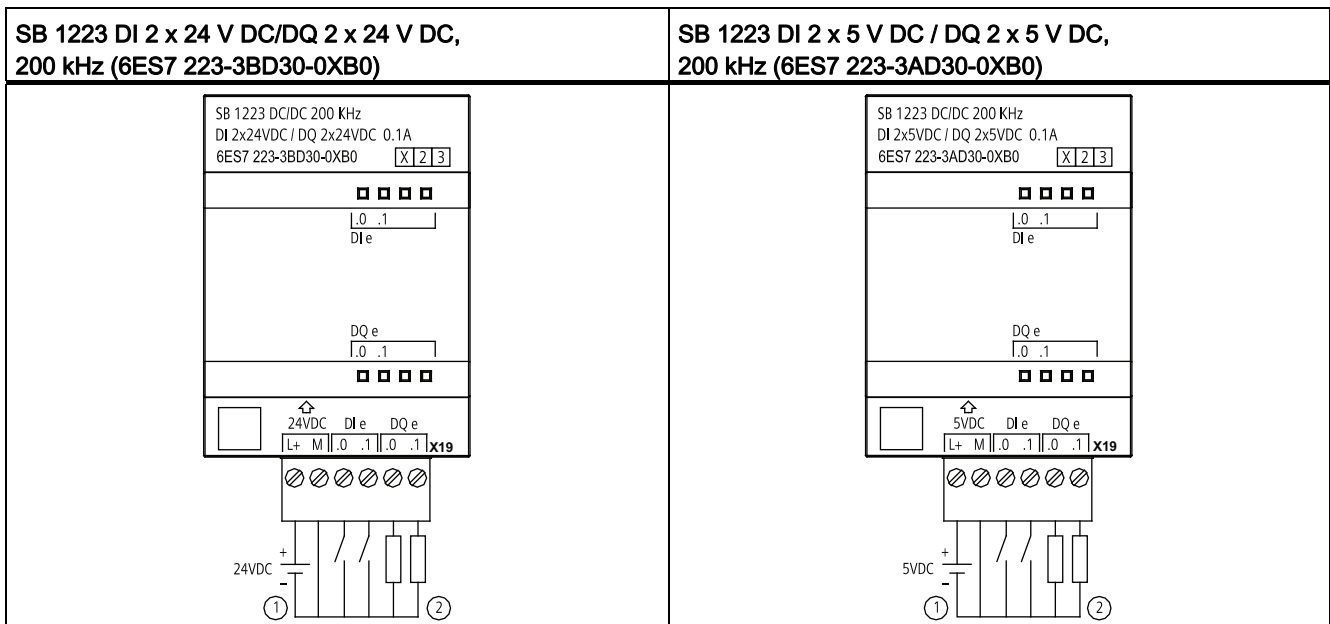 SB 1223 DI 2 x 24 V DC/DQ 2 x 24 V DC,
200 kHz (6ES7 223-3BD30-0XB0)
SB 1223 DI 2 x 5 V DC / DQ 2 x 5 V DC,
200 kHz (6ES7 223-3AD30-0XB0)
SB 1223 DC/DC 200 KHz
DI 2x24VDC / DQ 2x24VDC 0.1A
6ES7 223-3BD30-0XB0 X 2 3
.0 .1
DI e
DQ e
.0 .1
24VDC DI e DQ e
L+ M .0 .1 .0 .1 X19
+
24VDC
–
1 2
SB 1223 DC/DC 200 KHz
DI 2x5VDC / DQ 2x5VDC 0.1A
6ES7 223-3AD30-0XB0 X 2 3
.0 .1
DI e
DQ e
.0 .1
5VDC DI e DQ e
L+ M .0 .1 .0 .1 X19
+
5VDC
–
1 2